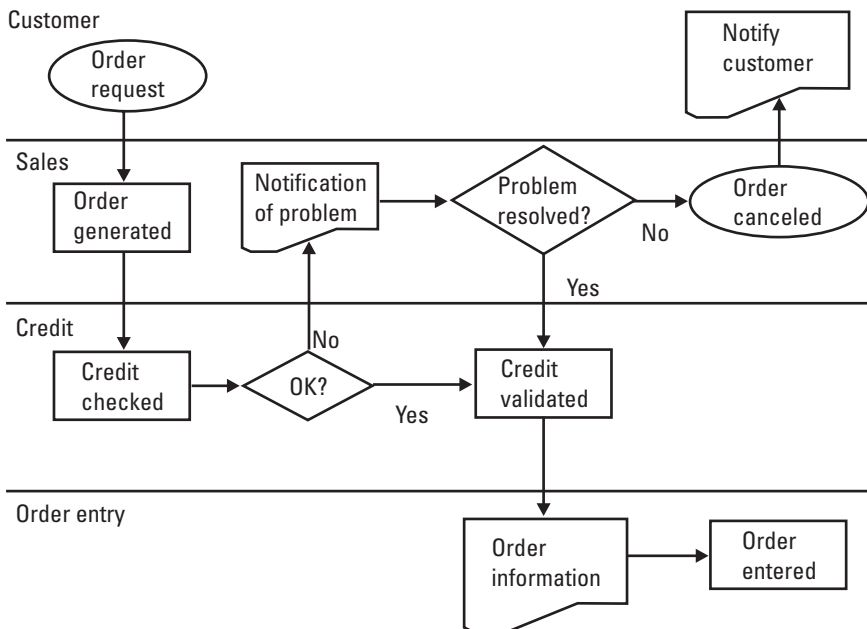 Customer
Order
request
Notify
customer
Sales
Order
generated
Notification
of problem
Problem
resolved?
No
Order
canceled
Yes
Credit
No
Credit
checked
OK?
Yes
Credit
validated
Order entry
Order
information
Order
entered